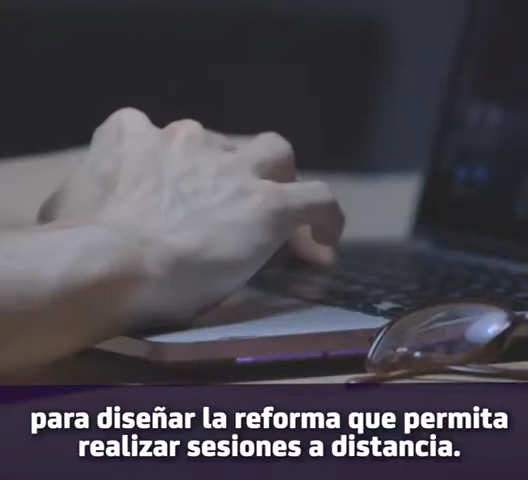 para diseñar la reforma que permita
realizar sesiones a distancia.